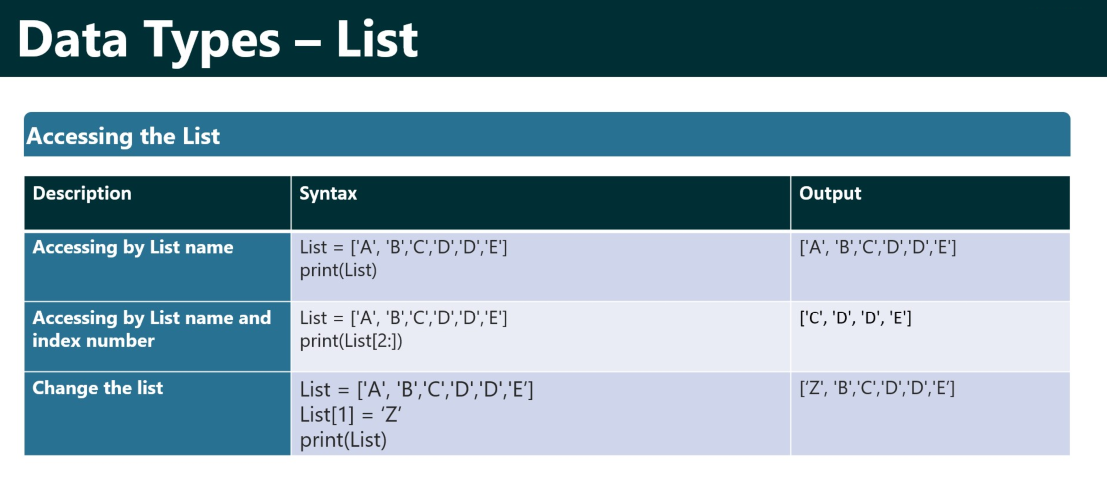 Data Types – List
Accessing the List
Description
Syntax
Output
Accessing by List name
List = ['A', 'B','C','D','D','E']
print(List)
['A', 'B','C','D','D','E']
Accessing by List name and
index number
List = ['A', 'B','C','D','D','E']
print(List[2:])
['C', 'D', 'D', 'E']
Change the list
List = ['A', 'B','C','D','D','E’]
List[1] = ‘Z’
print(List)
[‘Z', 'B','C','D','D','E’]